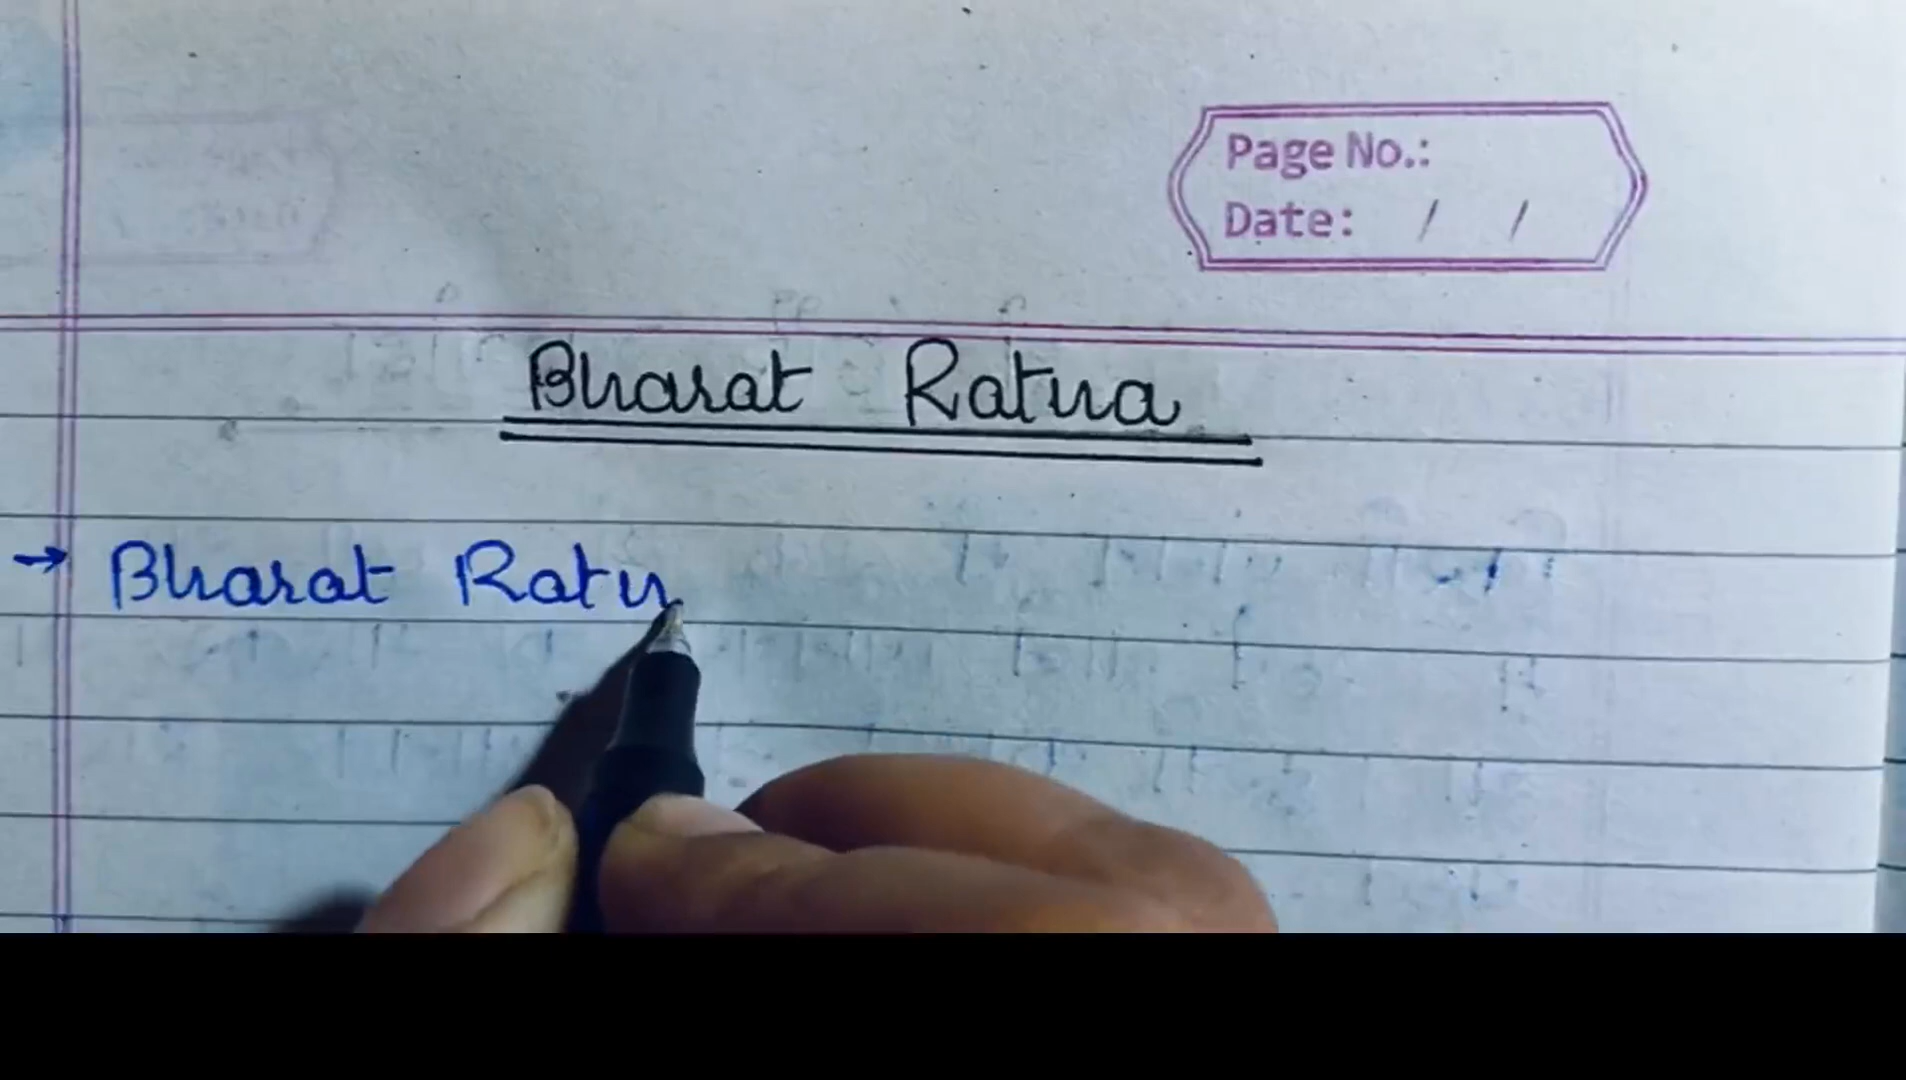 Page No.:
Date: / /
Bharat Ratna
→ Bharat Ratn